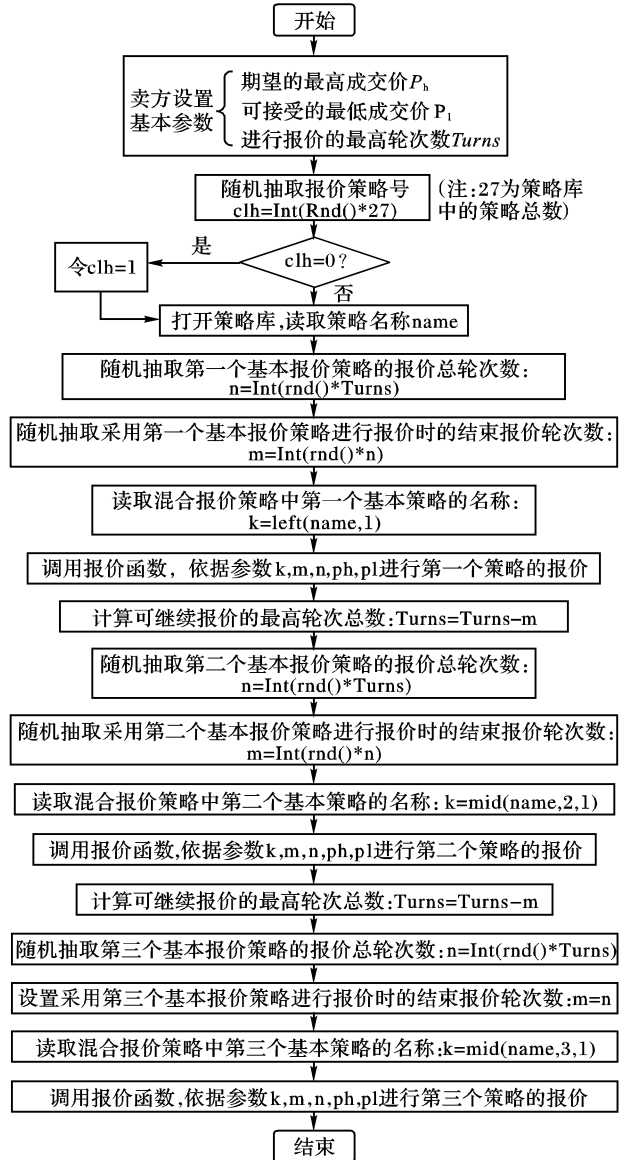 开始
卖方设置
基本参数
期望的最高成交价Ph
可接受的最低成交价 Pl
进行报价的最高轮次数Turns
随机抽取报价策略号
clh=Int(Rnd()*27)
(注:27为策略库
中的策略总数)
是
令clh=1
clh=0?
否
打开策略库,读取策略名称name
随机抽取第一个基本报价策略的报价总轮次数:
n=Int(rnd()*Turns)
随机抽取采用第一个基本报价策略进行报价时的结束报价轮次数:
m=Int(rnd()*n)
读取混合报价策略中第一个基本策略的名称:
k=left(name,1)
调用报价函数, 依据参数k,m,n,ph,pl进行第一个策略的报价
计算可继续报价的最高轮次总数:Turns=Turns-m
随机抽取第二个基本报价策略的报价总轮次数:
n=Int(rnd()*Turns)
随机抽取采用第二个基本报价策略进行报价时的结束报价轮次数:
m=Int(rnd()*n)
读取混合报价策略中第二个基本策略的名称: k=mid(name,2,1)
调用报价函数,依据参数k,m,n,ph,pl进行第二个策略的报价
计算可继续报价的最高轮次总数:Turns=Turns-m
随机抽取第三个基本报价策略的报价总轮次数:n=Int(rnd()*Turns)
设置采用第三个基本报价策略进行报价时的结束报价轮次数:m=n
读取混合报价策略中第三个基本策略的名称:k=mid(name,3,1)
调用报价函数,依据参数k,m,n,ph,pl进行第三个策略的报价
结束